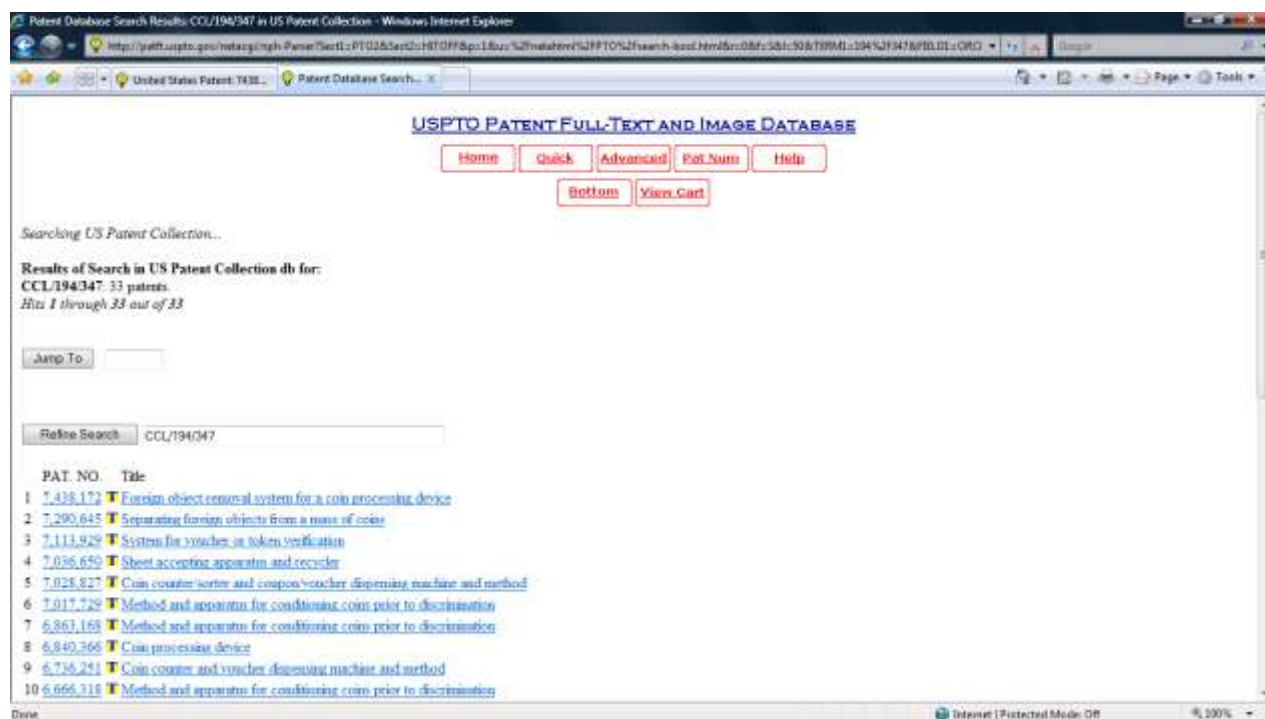 Patent Database Search Results: CCL/194/347 in US Patent Collection - Windows Internet Explorer
Google
United States Patent: 7438... Patent Database Search... X Page Tools
USPTO PATENT FULL-TEXT AND IMAGE DATABASE
Home Quick Advanced Pat Num Help
Bottom View Cart
Searching US Patent Collection...
Results of Search in US Patent Collection db for:
CCL/194/347: 33 patents.
Hits 1 through 33 out of 33
Jump To
Refine Search CCL/194/347
PAT. NO. Title
1 7,438,172 T Foreign object removal system for a coin processing device
2 7,290,645 T Separating foreign objects from a mass of coins
3 7,113,929 T System for voucher or token verification
4 7,036,650 T Sheet accepting apparatus and recycler
5 7,028,827 T Coin counter/sorter and coupon/voucher dispensing machine and method
6 7,017,729 T Method and apparatus for conditioning coins prior to discrimination
7 6,863,168 T Method and apparatus for conditioning coins prior to discrimination
8 6,840,366 T Coin processing device
9 6,736,251 T Coin counter and voucher dispensing machine and method
10 6,666,318 T Method and apparatus for conditioning coins prior to discrimination
Done Internet | Protected Mode: Off 100%